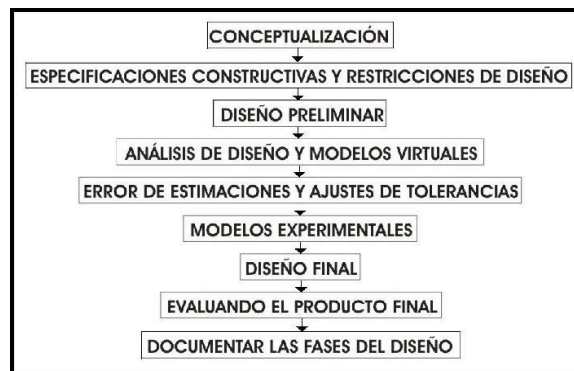 CONCEPTUALIZACIÓN
ESPECIFICACIONES CONSTRUCTIVAS Y RESTRICCIONES DE DISEÑO
DISEÑO PRELIMINAR
ANÁLISIS DE DISEÑO Y MODELOS VIRTUALES
ERROR DE ESTIMACIONES Y AJUSTES DE TOLERANCIAS
MODELOS EXPERIMENTALES
DISEÑO FINAL
EVALUANDO EL PRODUCTO FINAL
DOCUMENTAR LAS FASES DEL DISEÑO